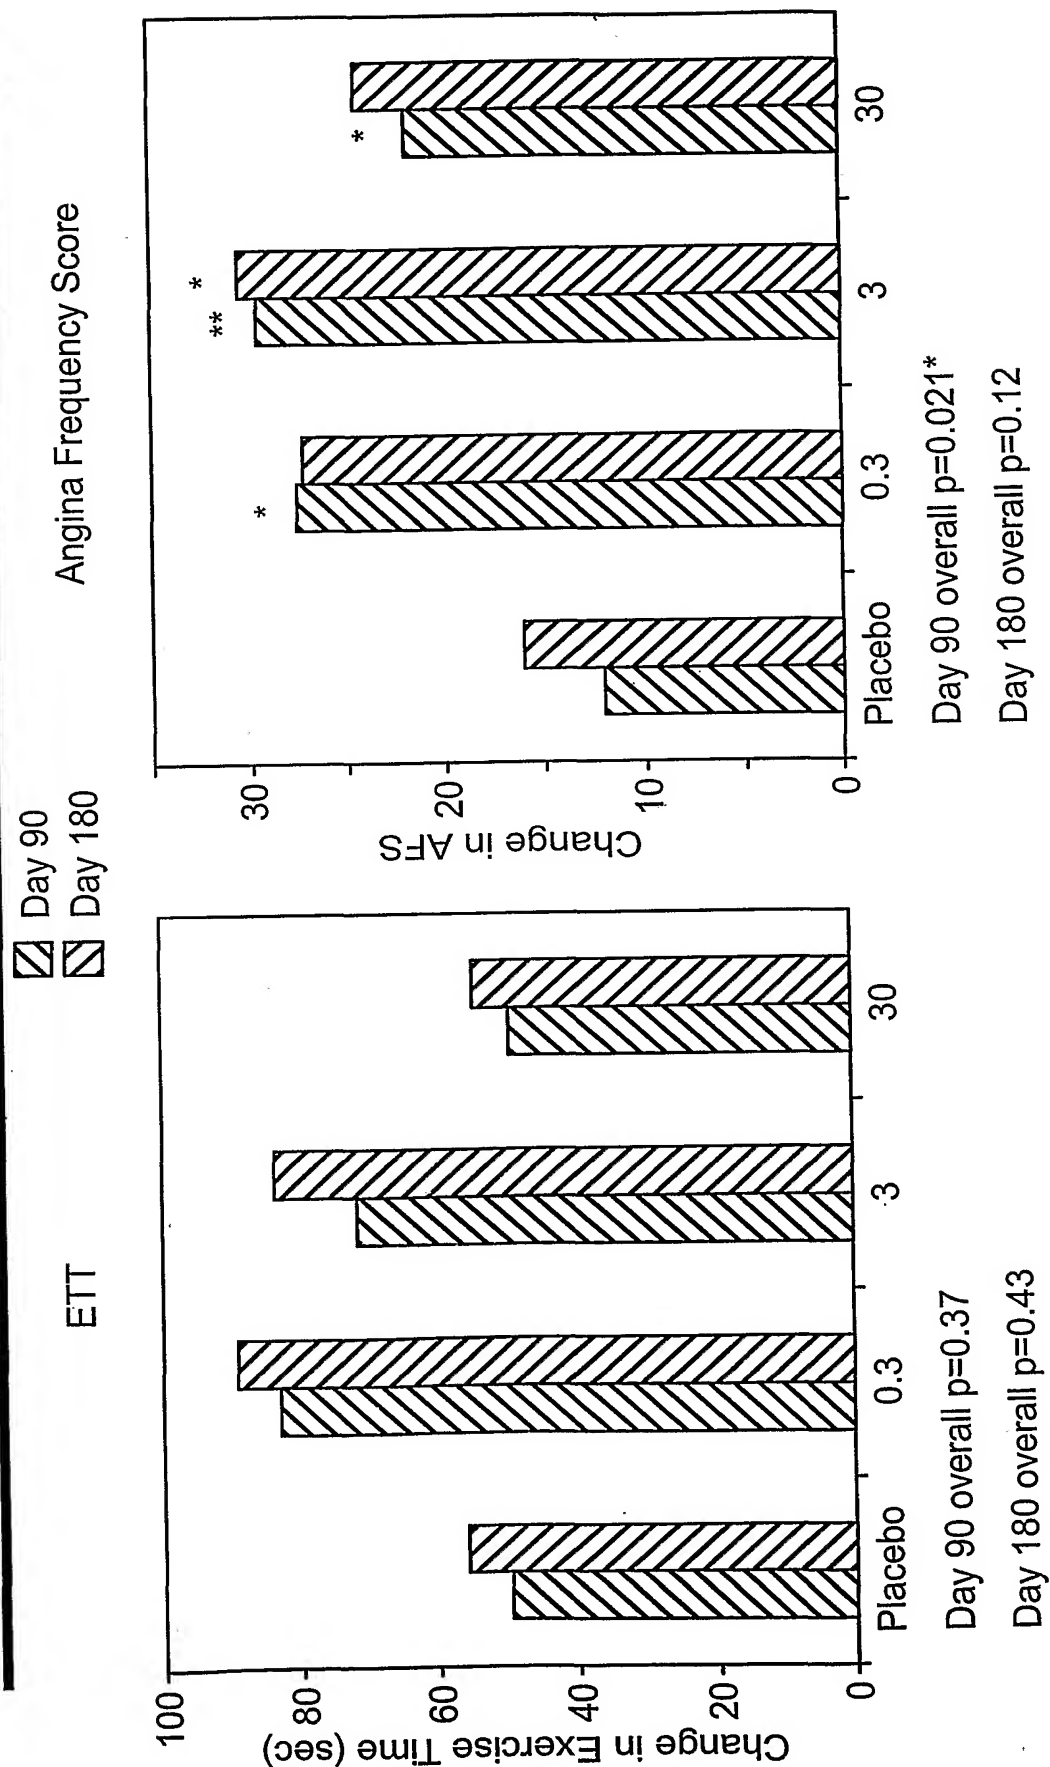 Day 90
Day 180
ETT
Change in Exercise Time (sec)
100
80
60
40
20
0
Placebo
0.3
3
30
Day 90 overall p=0.37
Day 180 overall p=0.43
Angina Frequency Score
Change in AFS
30
20
10
0
*
**
*
*
Placebo
0.3
3
30
Day 90 overall p=0.021*
Day 180 overall p=0.12